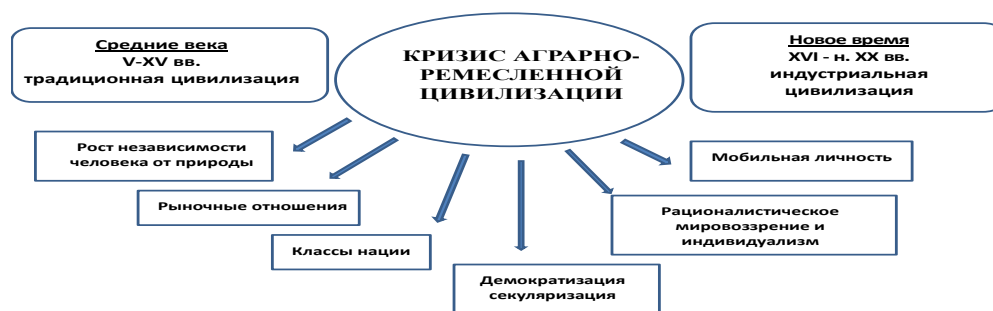 Средние века
V-XV вв.
традиционная цивилизация
КРИЗИС АГРАРНО-
РЕМЕСЛЕННОЙ
ЦИВИЛИЗАЦИИ
Новое время
XVI - н. XX вв.
индустриальная
цивилизация
Рост независимости
человека от природы
Рыночные отношения
Классы нации
Демократизация
секуляризация
Рационалистическое
мировоззрение и
индивидуализм
Мобильная личность